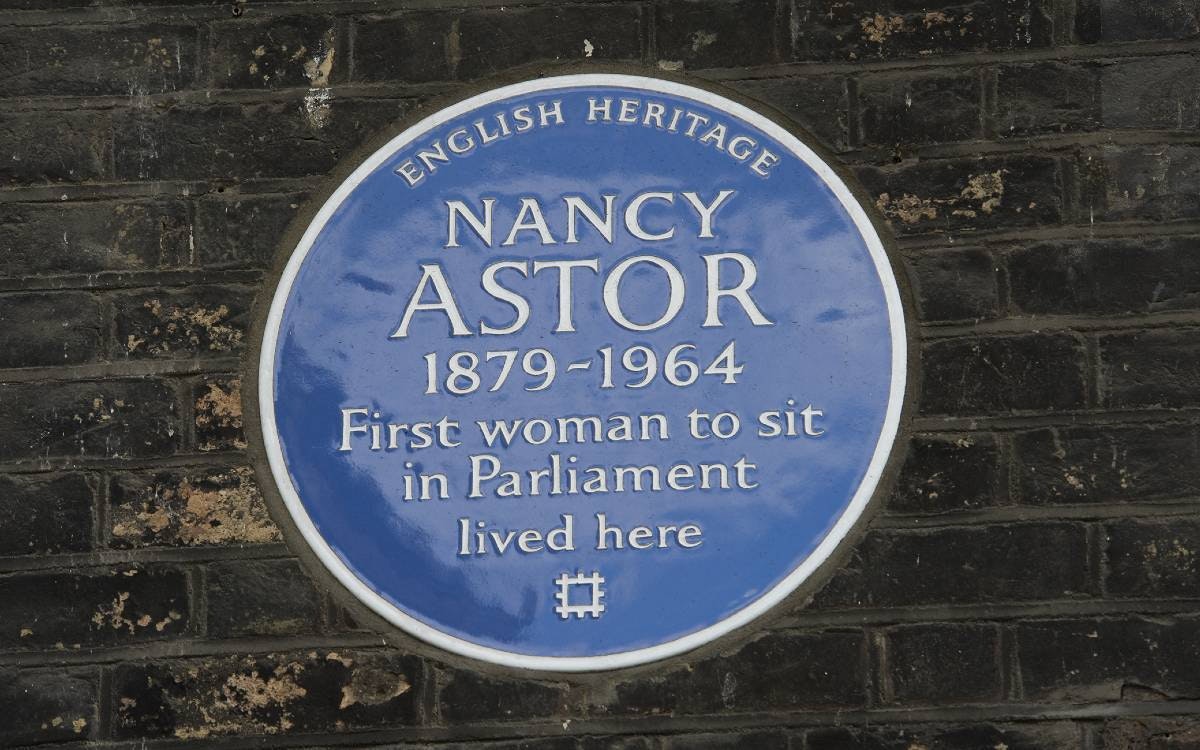 ENGLISH HERITAGE
NANCY
ASTOR
1879-1964
First woman to sit
in Parliament
lived here